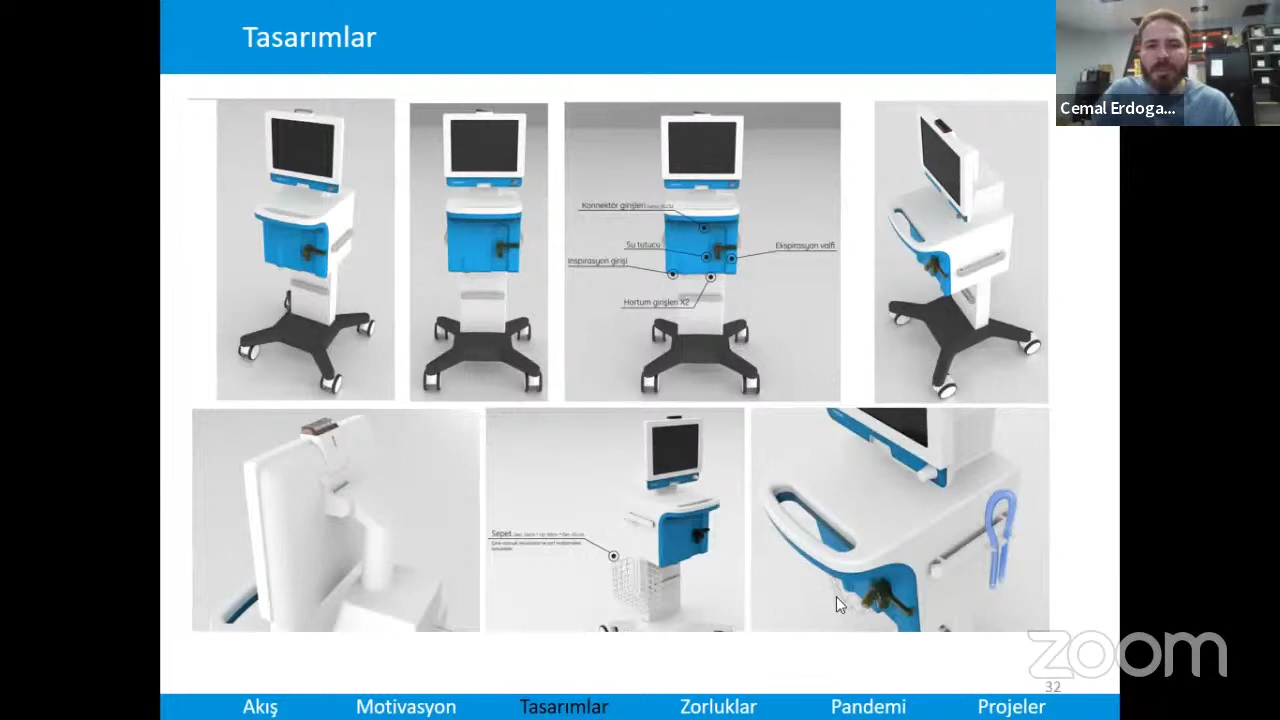 Tasarımlar
Cemal Erdoga...
Konnektör girişleri
Su tutucu
Ekspirasyon valfi
Inspirasyon girişi
Hortum girişleri X2
Sepet
zoom
32
Akış Motivasyon Tasarımlar Zorluklar Pandemi Projeler